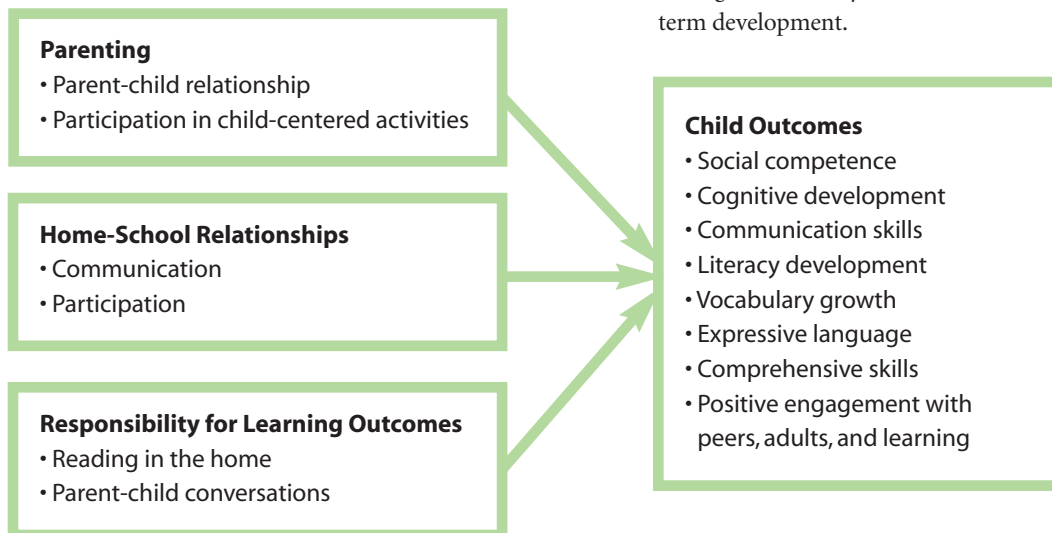 term development.
Parenting
• Parent-child relationship
• Participation in child-centered activities
Home-School Relationships
• Communication
• Participation
Responsibility for Learning Outcomes
• Reading in the home
• Parent-child conversations
Child Outcomes
• Social competence
• Cognitive development
• Communication skills
• Literacy development
• Vocabulary growth
• Expressive language
• Comprehensive skills
• Positive engagement with
peers, adults, and learning